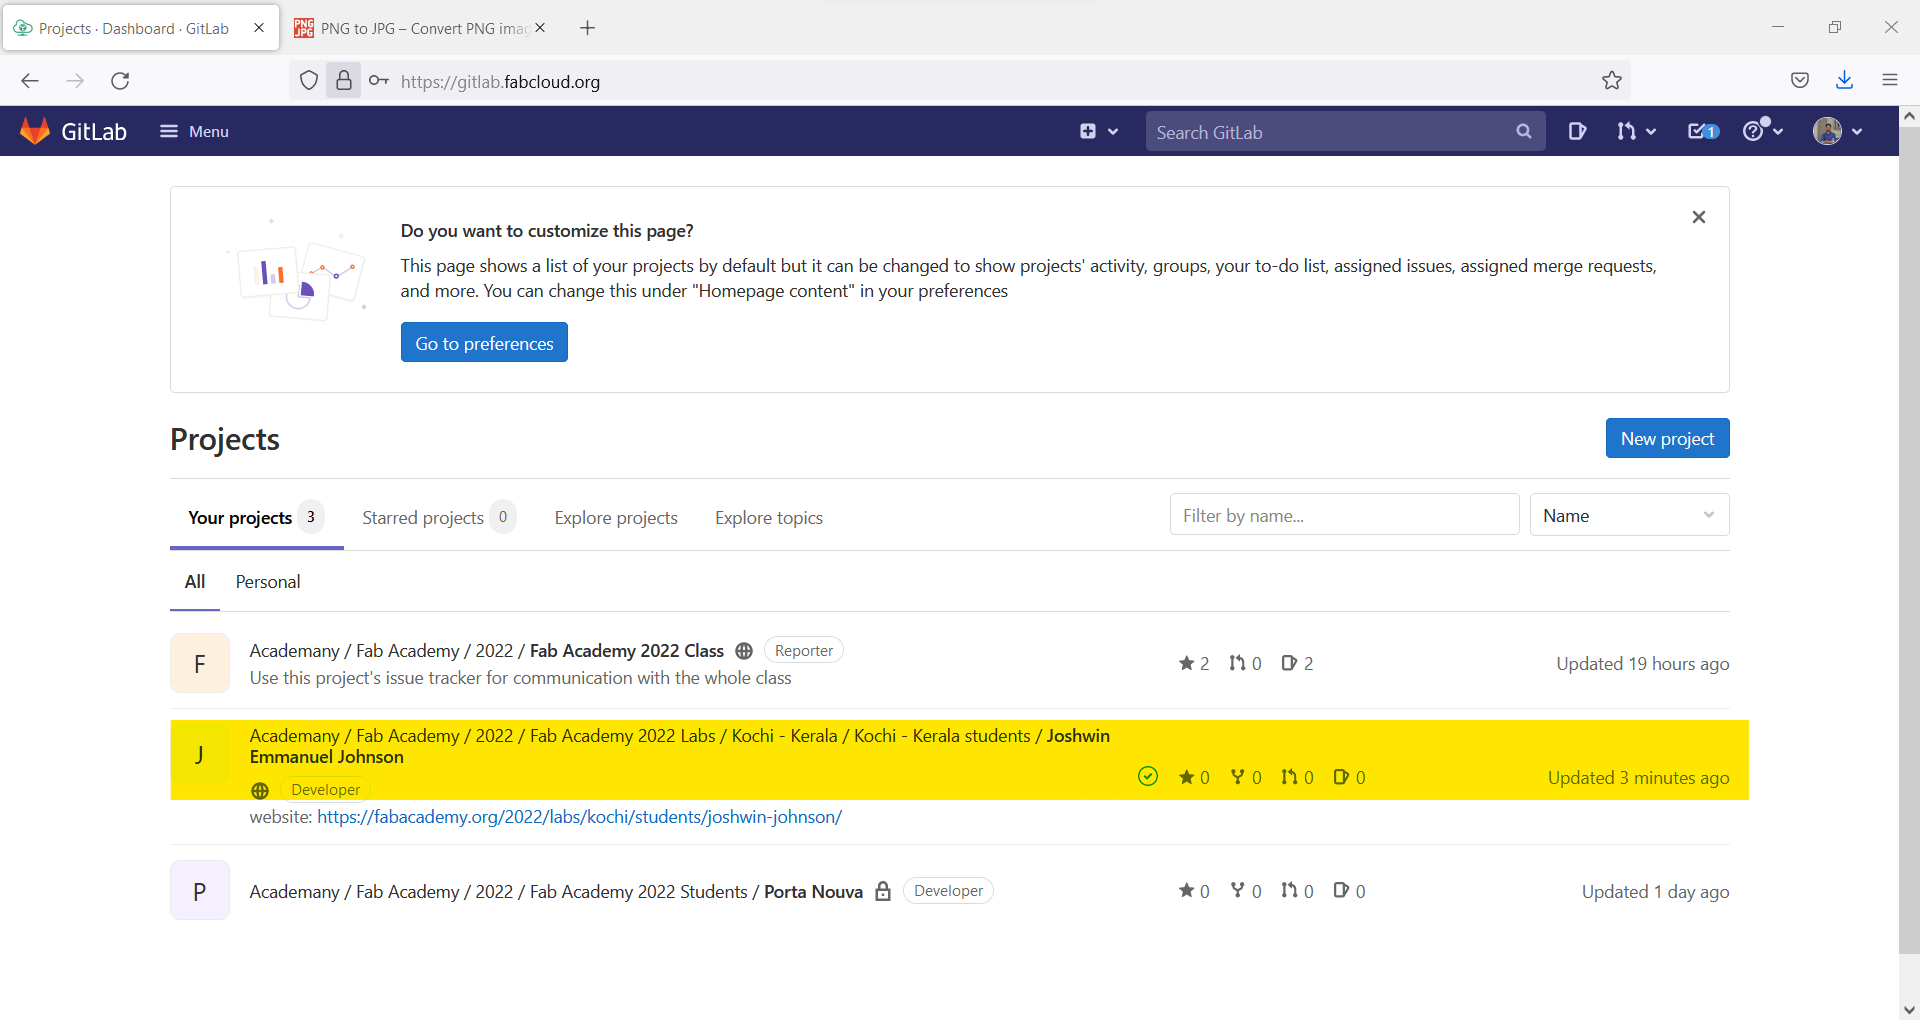 Projects · Dashboard · GitLab
PNG to JPG – Convert PNG imag
https://gitlab.fabcloud.org
GitLab
Menu
Search GitLab
1
Do you want to customize this page?
This page shows a list of your projects by default but it can be changed to show projects' activity, groups, your to-do list, assigned issues, assigned merge requests,
and more. You can change this under "Homepage content" in your preferences
Go to preferences
Projects
New project
Your projects 3
Starred projects 0
Explore projects
Explore topics
Filter by name...
Name
All
Personal
F
Academany / Fab Academy / 2022 / Fab Academy 2022 Class
Reporter
2 0 2
Updated 19 hours ago
Use this project's issue tracker for communication with the whole class
J
Academany / Fab Academy / 2022 / Fab Academy 2022 Labs / Kochi - Kerala / Kochi - Kerala students / Joshwin
Emmanuel Johnson
Developer
0 0 0 0
Updated 3 minutes ago
website: https://fabacademy.org/2022/labs/kochi/students/joshwin-johnson/
P
Academany / Fab Academy / 2022 / Fab Academy 2022 Students / Porta Nouva
Developer
0 0 0 0
Updated 1 day ago